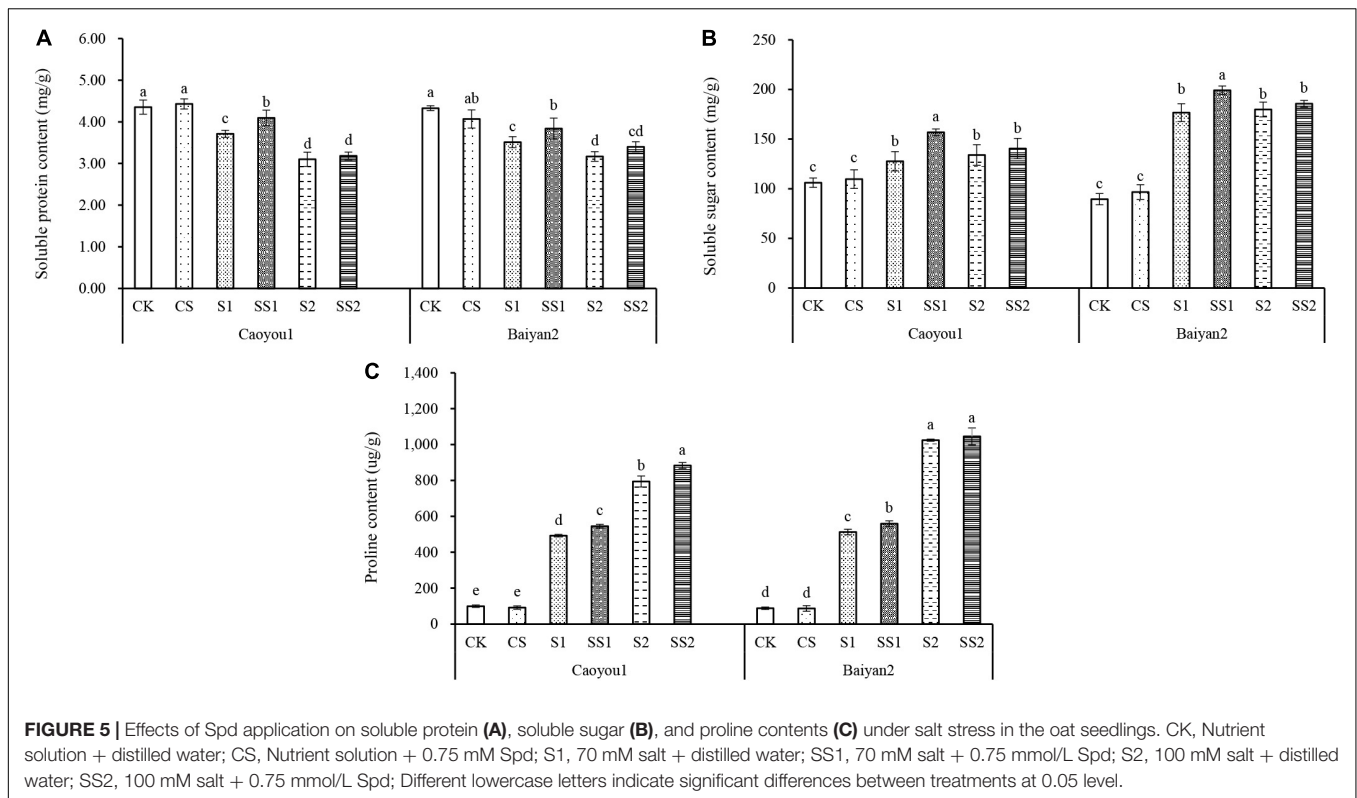 A
6.00
5.00
4.00
3.00
2.00
1.00
0.00
Soluble protein content (mg/g)
a a c b d d a ab c b d cd
CK CS S1 SS1 S2 SS2 CK CS S1 SS1 S2 SS2
Caoyou1 Baiyan2
B
250
200
150
100
50
0
Soluble sugar content (mg/g)
c c b a b b c c b a b b
CK CS S1 SS1 S2 SS2 CK CS S1 SS1 S2 SS2
Caoyou1 Baiyan2
C
1,400
1,200
1,000
800
600
400
200
0
Proline content (ug/g)
e e d c b a d d c b a a
CK CS S1 SS1 S2 SS2 CK CS S1 SS1 S2 SS2
Caoyou1 Baiyan2
FIGURE 5 | Effects of Spd application on soluble protein (A), soluble sugar (B), and proline contents (C) under salt stress in the oat seedlings. CK, Nutrient
solution + distilled water; CS, Nutrient solution + 0.75 mM Spd; S1, 70 mM salt + distilled water; SS1, 70 mM salt + 0.75 mmol/L Spd; S2, 100 mM salt + distilled
water; SS2, 100 mM salt + 0.75 mmol/L Spd; Different lowercase letters indicate significant differences between treatments at 0.05 level.